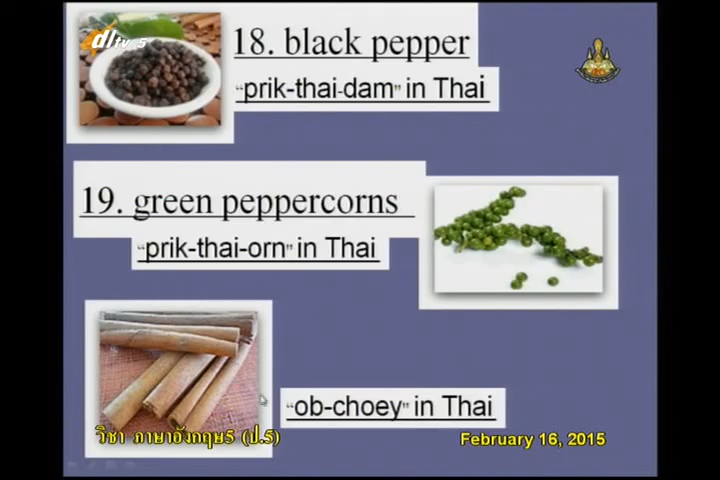 dltv 5
18. black pepper
“prik-thai-dam” in Thai
19. green peppercorns
“prik-thai-orn” in Thai
“ob-choey” in Thai
วิชา ภาษาอังกฤษ5 (ป.5)
February 16, 2015